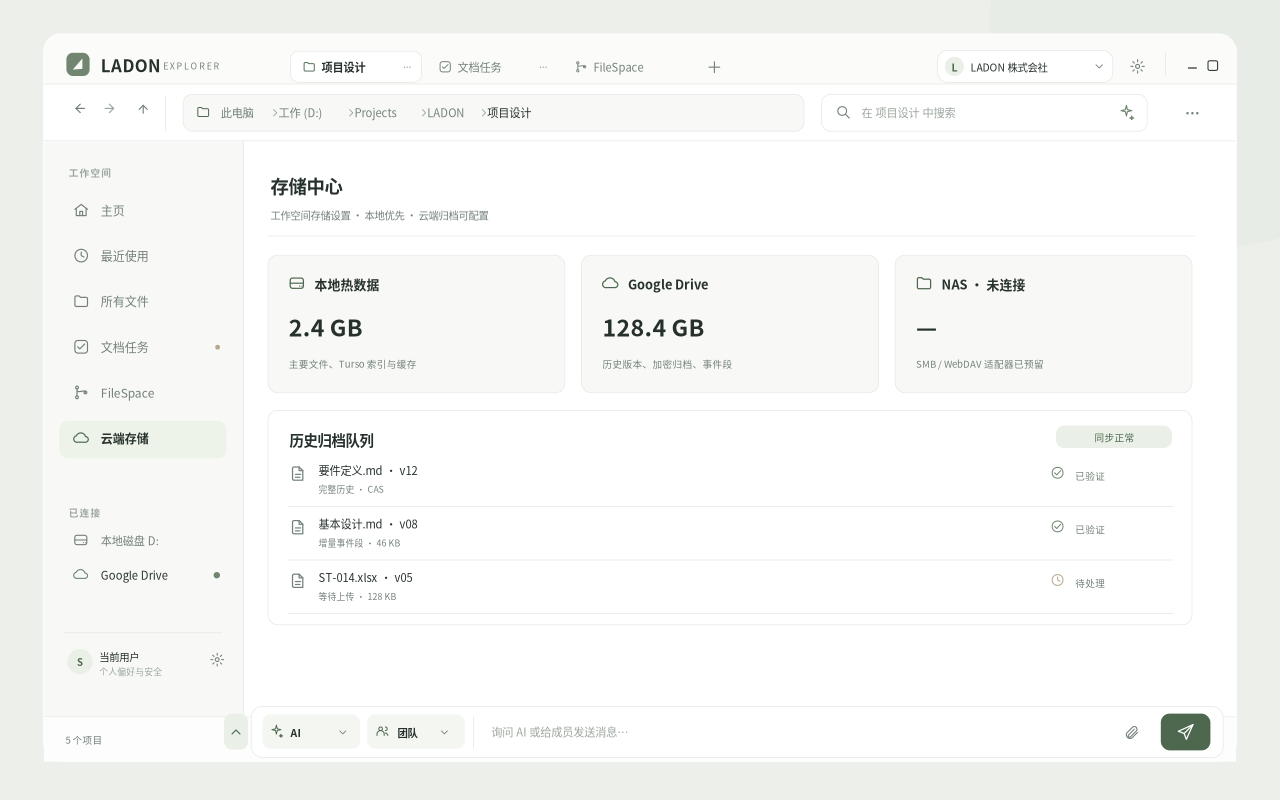 LADON EXPLORER
项目设计 ···
文档任务 ···
FileSpace
L LADON 株式会社
此电脑 > 工作 (D:) > Projects > LADON > 项目设计
在 项目设计 中搜索
工作空间
主页
最近使用
所有文件
文档任务
FileSpace
云端存储
已连接
本地磁盘 D:
Google Drive
S 当前用户
个人偏好与安全
5 个项目
存储中心
工作空间存储设置 · 本地优先 · 云端归档可配置
本地热数据
2.4 GB
主要文件、Turso 索引与缓存
Google Drive
128.4 GB
历史版本、加密归档、事件段
NAS · 未连接
—
SMB / WebDAV 适配器已预留
历史归档队列
同步正常
要件定义.md · v12
完整历史 · CAS
已验证
基本设计.md · v08
增量事件段 · 46 KB
已验证
ST-014.xlsx · v05
等待上传 · 128 KB
待处理
AI
团队
询问 AI 或给成员发送消息…